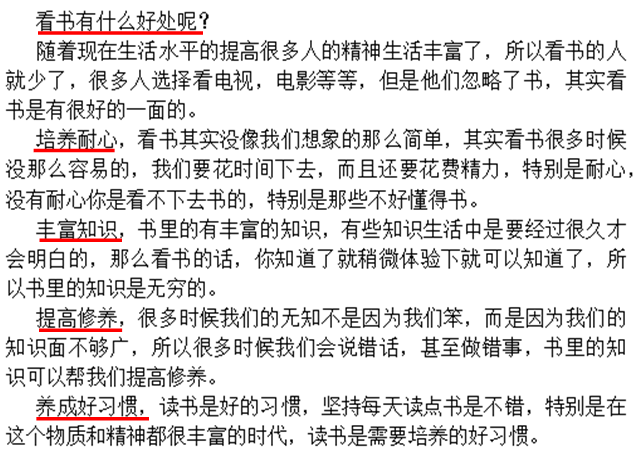 看书有什么好处呢？
随着现在生活水平的提高很多人的精神生活丰富了，所以看书的人
就少了，很多人选择看电视，电影等等，但是他们忽略了书，其实看
书是有很好的一面的。
培养耐心，看书其实没像我们想象的那么简单，其实看书很多时候
没那么容易的，我们要花时间下去，而且还要花费精力，特别是耐心，
没有耐心你是看不下去书的，特别是那些不好懂得书。
丰富知识，书里的有丰富的知识，有些知识生活中是要经过很久才
会明白的，那么看书的话，你知道了就稍微体验下就可以知道了，所
以书里的知识是无穷的。
提高修养，很多时候我们的无知不是因为我们笨，而是因为我们的
知识面不够广，所以很多时候我们会说错话，甚至做错事，书里的知
识可以帮我们提高修养。
养成好习惯，读书是好的习惯，坚持每天读点书是不错，特别是在
这个物质和精神都很丰富的时代，读书是需要培养的好习惯。